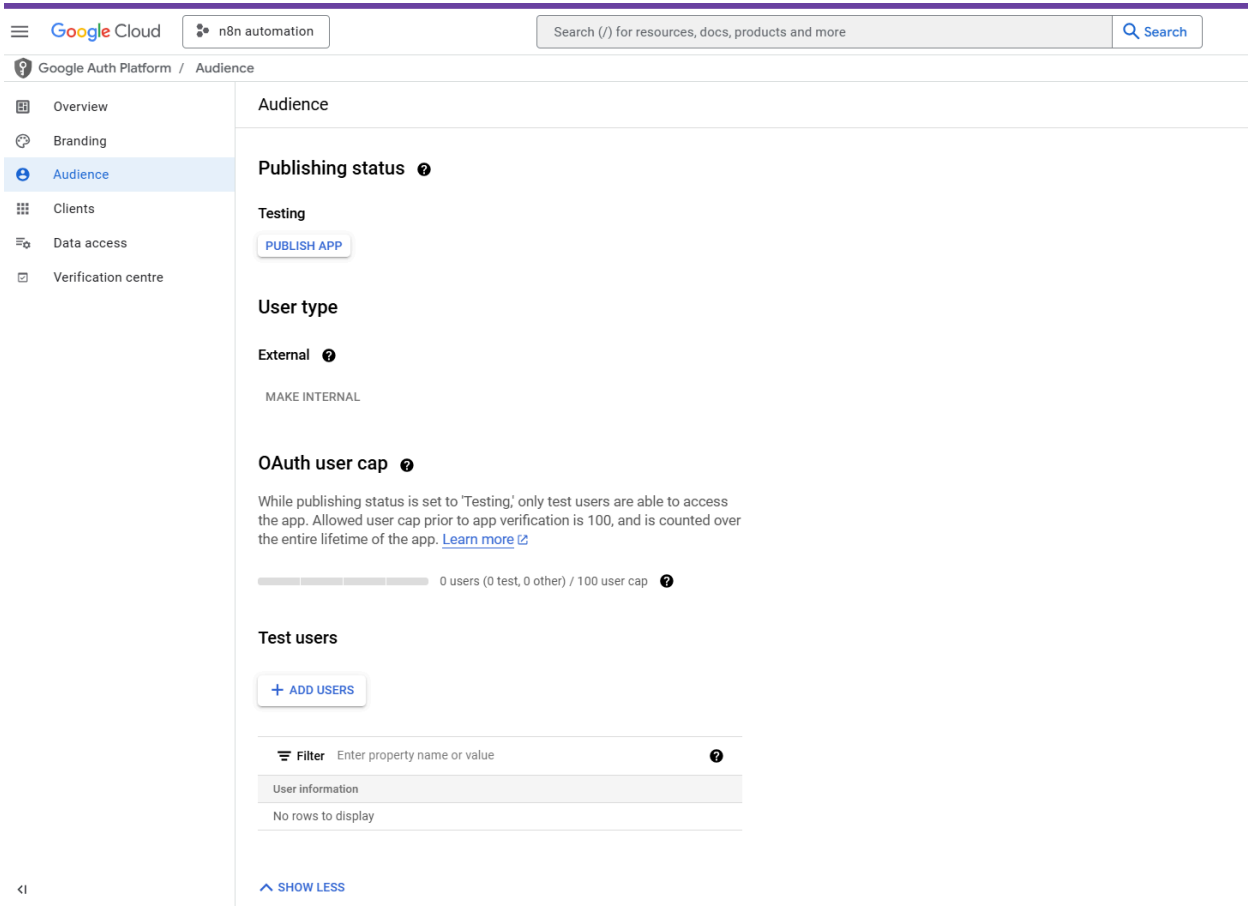 Google Cloud
n8n automation
Search (/) for resources, docs, products and more
Search
Google Auth Platform / Audience
Overview
Branding
Audience
Clients
Data access
Verification centre
Audience
Publishing status
Testing
PUBLISH APP
User type
External
MAKE INTERNAL
OAuth user cap
While publishing status is set to 'Testing,' only test users are able to access
the app. Allowed user cap prior to app verification is 100, and is counted over
the entire lifetime of the app. Learn more
0 users (0 test, 0 other) / 100 user cap
Test users
+ ADD USERS
Filter Enter property name or value
User information
No rows to display
SHOW LESS